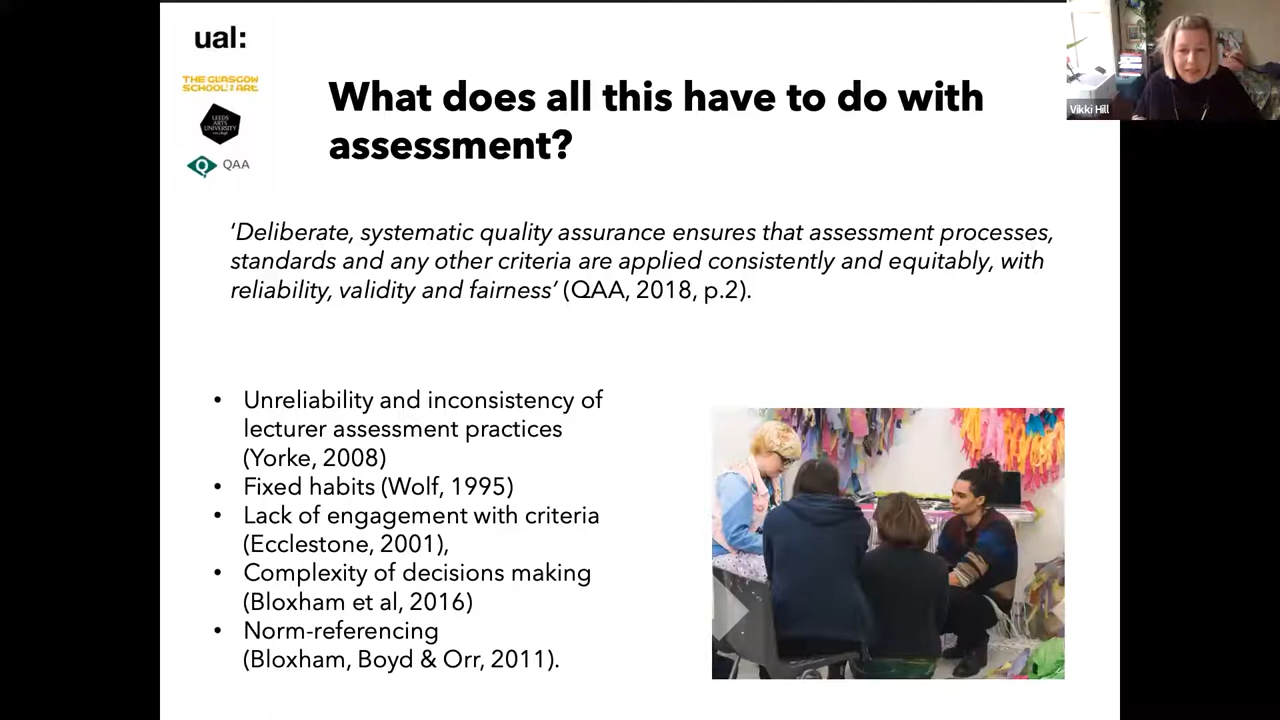 ual:
THE GLASGOW
SCHOOL OF ART
LEEDS
ARTS
UNIVERSITY
QAA
What does all this have to do with
assessment?
Vikki Hill
‘Deliberate, systematic quality assurance ensures that assessment processes,
standards and any other criteria are applied consistently and equitably, with
reliability, validity and fairness’ (QAA, 2018, p.2).
• Unreliability and inconsistency of
lecturer assessment practices
(Yorke, 2008)
• Fixed habits (Wolf, 1995)
• Lack of engagement with criteria
(Ecclestone, 2001),
• Complexity of decisions making
(Bloxham et al, 2016)
• Norm-referencing
(Bloxham, Boyd & Orr, 2011).